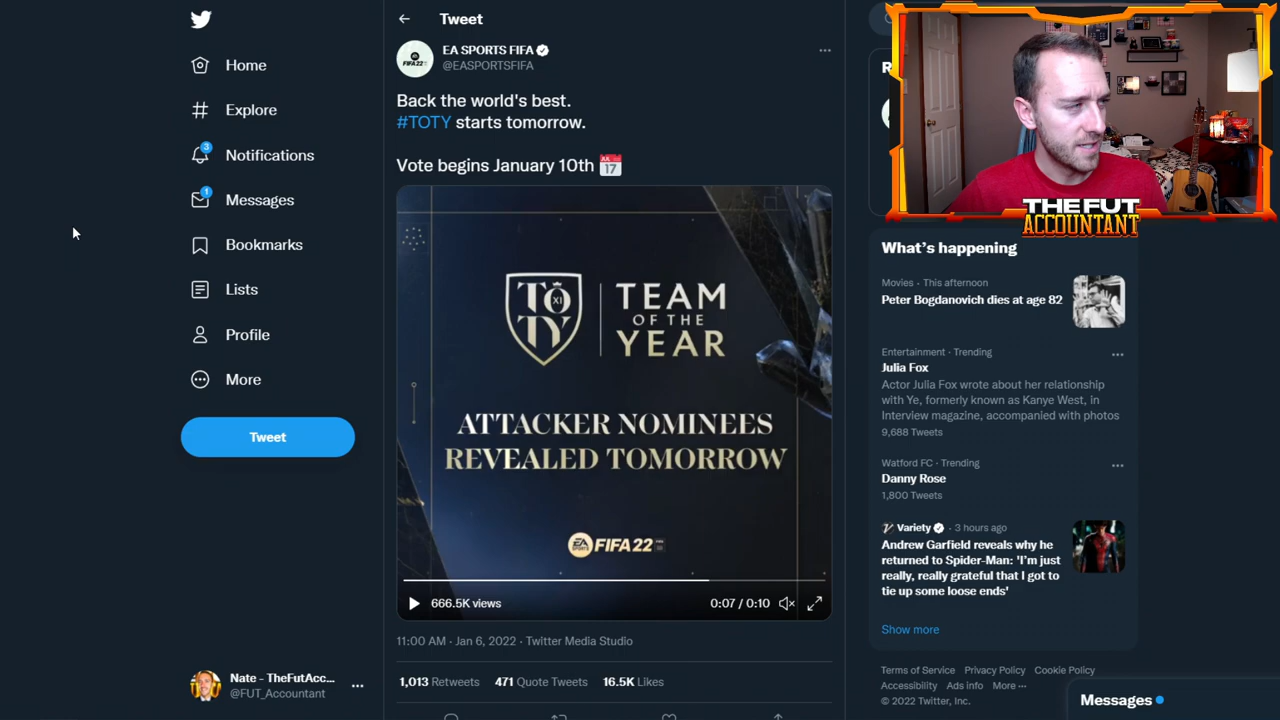 Home
Explore
3
Notifications
1
Messages
Bookmarks
Lists
Profile
More
Tweet
Nate - TheFutAcc...
@FUT_Accountant
Tweet
EA SPORTS FIFA
@EASPORTSFIFA
Back the world's best.
#TOTY starts tomorrow.
Vote begins January 10th
JUL
17
TOTY XI
TEAM
OF THE
YEAR
ATTACKER NOMINEES
REVEALED TOMORROW
EA SPORTS FIFA 22
666.5K views
0:07 / 0:10
11:00 AM · Jan 6, 2022 · Twitter Media Studio
1,013 Retweets 471 Quote Tweets 16.5K Likes
R
THE FUT
ACCOUNTANT
What's happening
Movies · This afternoon
Peter Bogdanovich dies at age 82
Entertainment · Trending
Julia Fox
Actor Julia Fox wrote about her relationship
with Ye, formerly known as Kanye West, in
Interview magazine, accompanied with photos
9,688 Tweets
Watford FC · Trending
Danny Rose
1,800 Tweets
Variety · 3 hours ago
Andrew Garfield reveals why he
returned to Spider-Man: 'I'm just
really, really grateful that I got to
tie up some loose ends'
Show more
Terms of Service Privacy Policy Cookie Policy
Accessibility Ads info More ···
© 2022 Twitter, Inc.
Messages